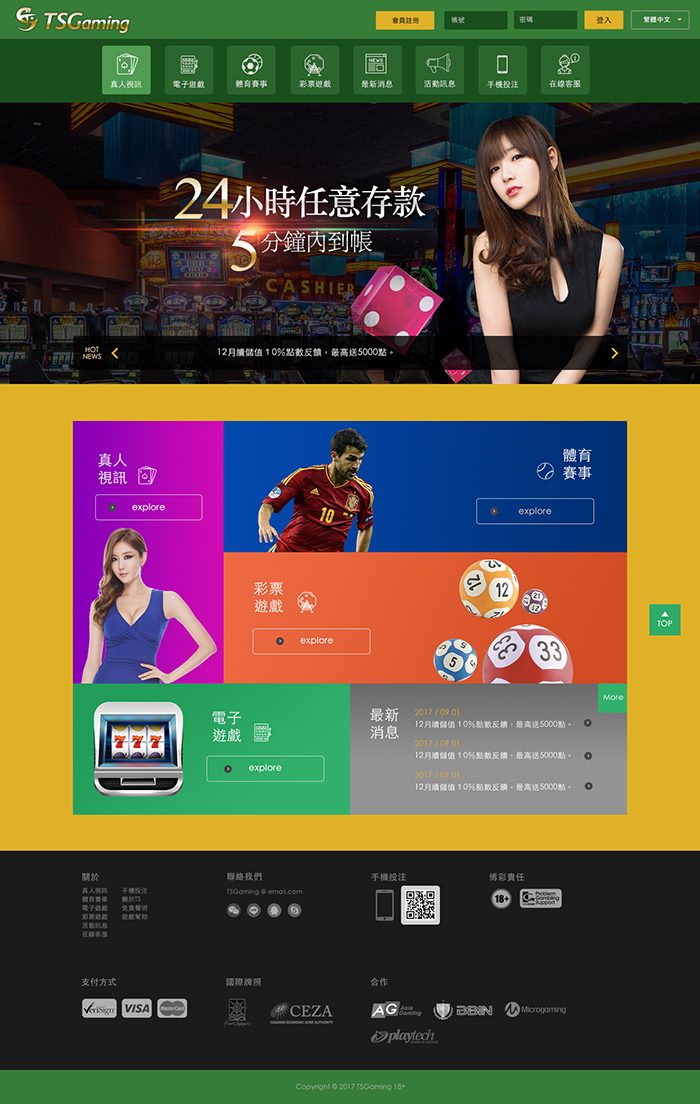 TSGaming
會員註冊
帳號
密碼
登入
繁體中文
真人視訊
電子遊戲
體育賽事
彩票遊戲
最新消息
活動訊息
手機投注
在線客服
24小時任意存款
5分鐘內到帳
CASHIER
HOT
NEWS
12月續儲值 10%點數反饋，最高送5000點。
真人
視訊
explore
10
體育
賽事
explore
彩票
遊戲
explore
12
21
5
33
TOP
電子
遊戲
explore
7 7 7
最新
消息
More
2017 / 09 01
12月續儲值 10%點數反饋，最高送5000點。
2017 / 09 01
12月續儲值 10%點數反饋，最高送5000點。
2017 / 09 01
12月續儲值 10%點數反饋，最高送5000點。
關於
真人視訊 手機投注
體育賽事 關於TS
電子遊戲 免責聲明
彩票遊戲 遊戲幫助
活動訊息
在線客服
聯絡我們
TSGaming @ email.com
手機投注
博彩責任
18+
Problem
Gambling
Support
支付方式
VeriSign
VISA
MasterCard
國際牌照
First Cagayan
CEZA
CAGAYAN ECONOMIC ZONE AUTHORITY
合作
AG Asia
Gaming
BBIN
Microgaming
playtech
Copyright © 2017 TSGaming 18+